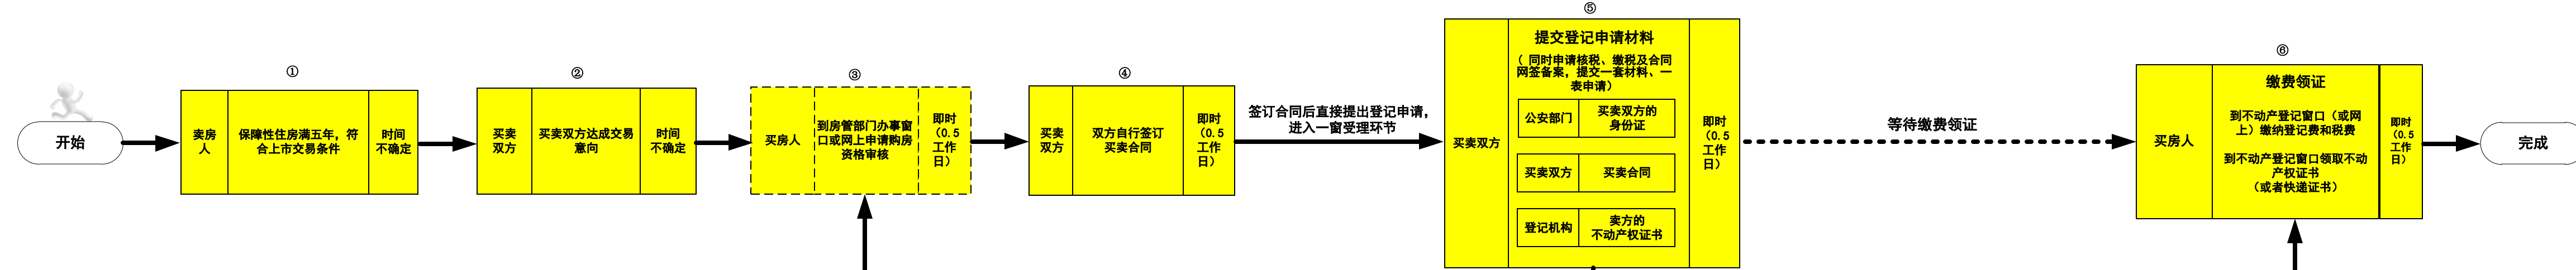 开始
①
卖房
人
保障性住房满五年，符
合上市交易条件
时间
不确定
②
买卖
双方
买卖双方达成交易
意向
时间
不确定
③
买房人
到房管部门办事窗
口或网上申请购房
资格审核
即时
（0.5
工作
日）
④
买卖
双方
双方自行签订
买卖合同
即时
（0.5
工作
日）
签订合同后直接提出登记申请，
进入一窗受理环节
⑤
买卖双方
提交登记申请材料
（ 同时申请核税、缴税及合同
网签备案，提交一套材料、一
表申请）
公安部门
买卖双方的
身份证
买卖双方
买卖合同
登记机构
卖方的
不动产权证书
即时
（0.5
工作
日）
等待缴费领证
⑥
买房人
缴费领证
到不动产登记窗口（或网
上）缴纳登记费和税费
到不动产登记窗口领取不动
产权证书
（或者快递证书）
即时
（0.5
工作
日）
完成